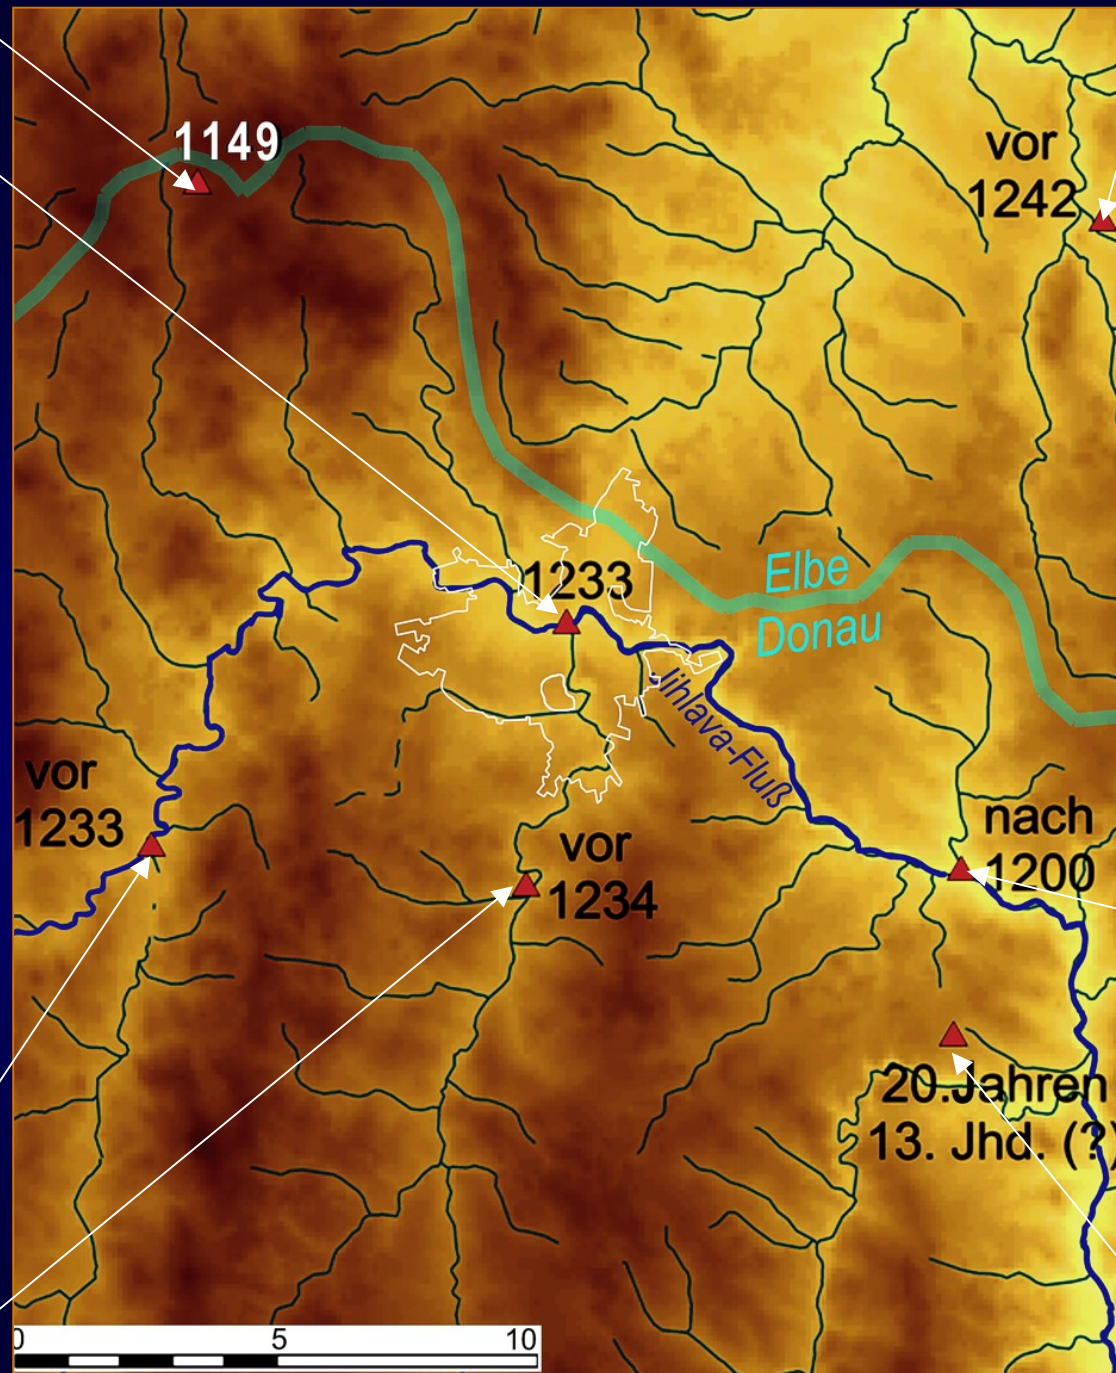 1149
vor
1242
1233
Elbe
Donau
Jihlava-Fluß
vor
1233
nach
1200
vor
1234
20.Jahren
13. Jhd. (?)
0 5 10